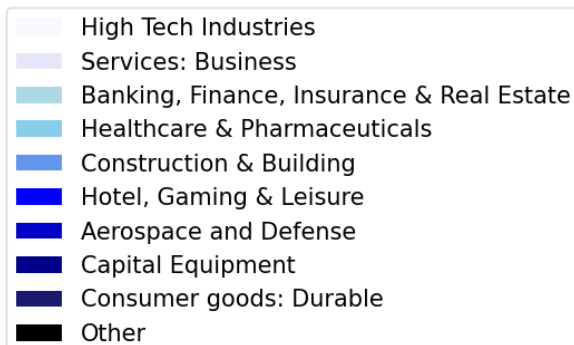 High Tech Industries
Services: Business
Banking, Finance, Insurance & Real Estate
Healthcare & Pharmaceuticals
Construction & Building
Hotel, Gaming & Leisure
Aerospace and Defense
Capital Equipment
Consumer goods: Durable
Other